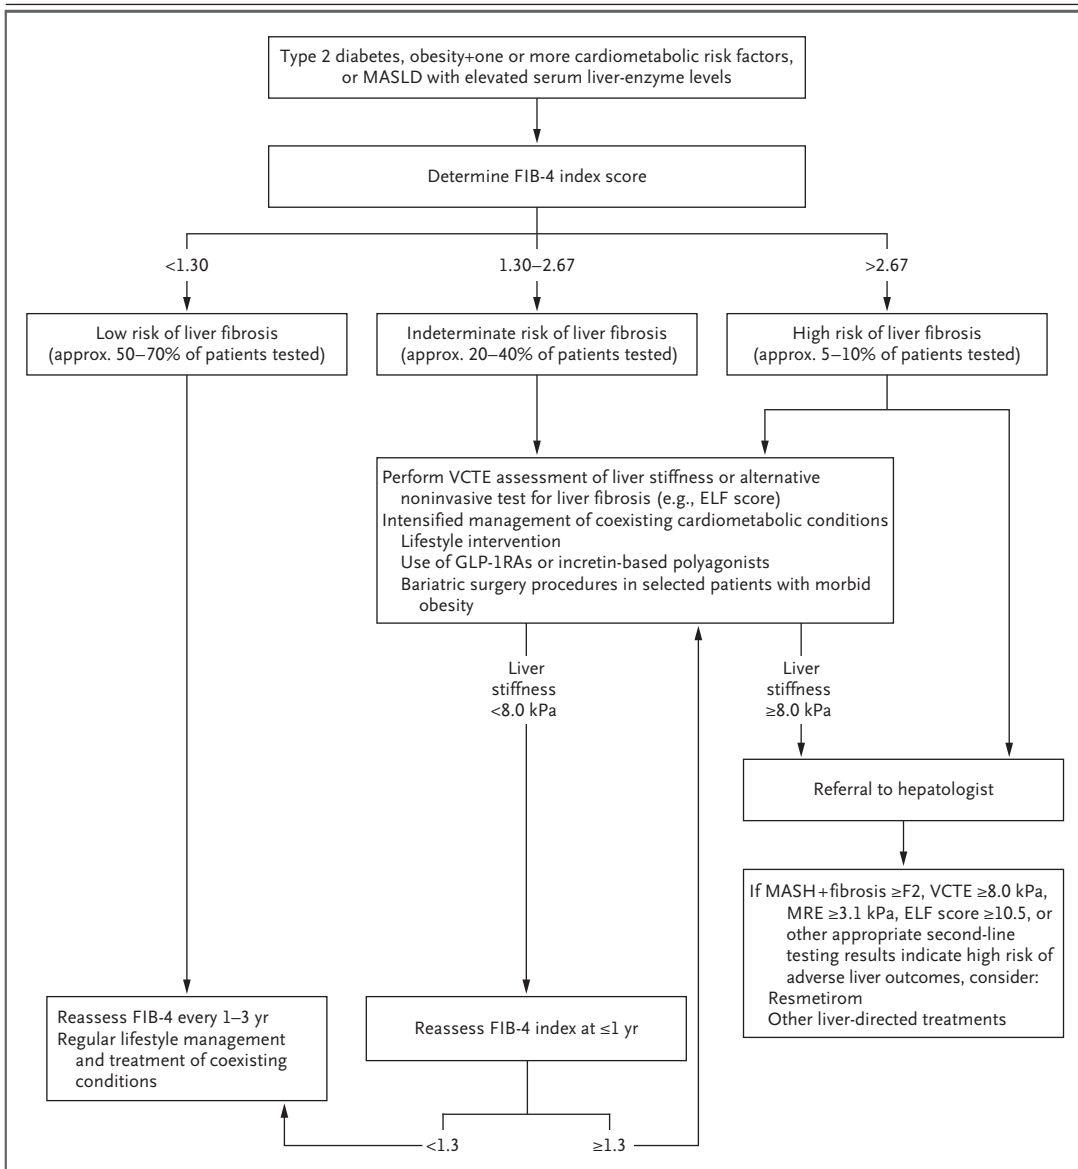 Type 2 diabetes, obesity+one or more cardiometabolic risk factors,
or MASLD with elevated serum liver-enzyme levels
Determine FIB-4 index score
<1.30
1.30–2.67
>2.67
Low risk of liver fibrosis
(approx. 50–70% of patients tested)
Indeterminate risk of liver fibrosis
(approx. 20–40% of patients tested)
High risk of liver fibrosis
(approx. 5–10% of patients tested)
Perform VCTE assessment of liver stiffness or alternative
noninvasive test for liver fibrosis (e.g., ELF score)
Intensified management of coexisting cardiometabolic conditions
Lifestyle intervention
Use of GLP-1RAs or incretin-based polyagonists
Bariatric surgery procedures in selected patients with morbid
obesity
Liver
stiffness
<8.0 kPa
Liver
stiffness
≥8.0 kPa
Referral to hepatologist
If MASH+fibrosis ≥F2, VCTE ≥8.0 kPa,
MRE ≥3.1 kPa, ELF score ≥10.5, or
other appropriate second-line
testing results indicate high risk of
adverse liver outcomes, consider:
Resmetirom
Other liver-directed treatments
Reassess FIB-4 every 1–3 yr
Regular lifestyle management
and treatment of coexisting
conditions
Reassess FIB-4 index at ≤1 yr
<1.3
≥1.3